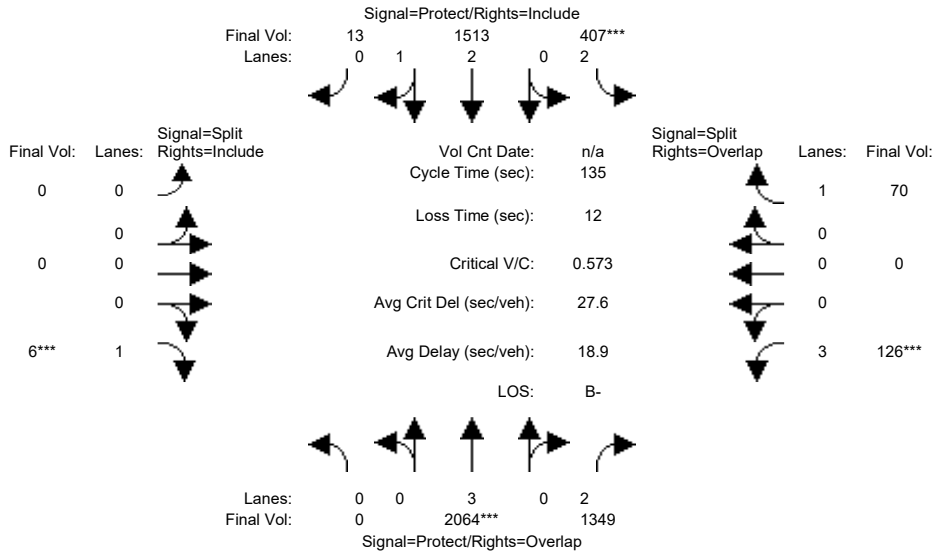 Signal=Protect/Rights=Include
Final Vol: 13 1513 407***
Lanes: 0 1 2 0 2
Signal=Split
Final Vol: Lanes: Rights=Include
Vol Cnt Date: n/a
Signal=Split
Rights=Overlap Lanes: Final Vol:
Cycle Time (sec): 135
0 0
1 70
Loss Time (sec): 12
0
0
0 0
Critical V/C: 0.573
0 0
0
Avg Crit Del (sec/veh): 27.6
0
6*** 1
Avg Delay (sec/veh): 18.9
3 126***
LOS: B-
Lanes: 0 0 3 0 2
Final Vol: 0 2064*** 1349
Signal=Protect/Rights=Overlap